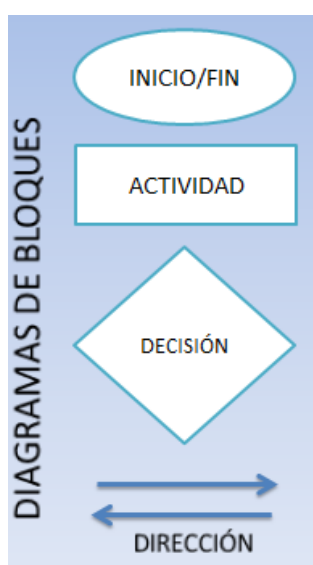 DIAGRAMAS DE BLOQUES
INICIO/FIN
ACTIVIDAD
DECISIÓN
DIRECCIÓN